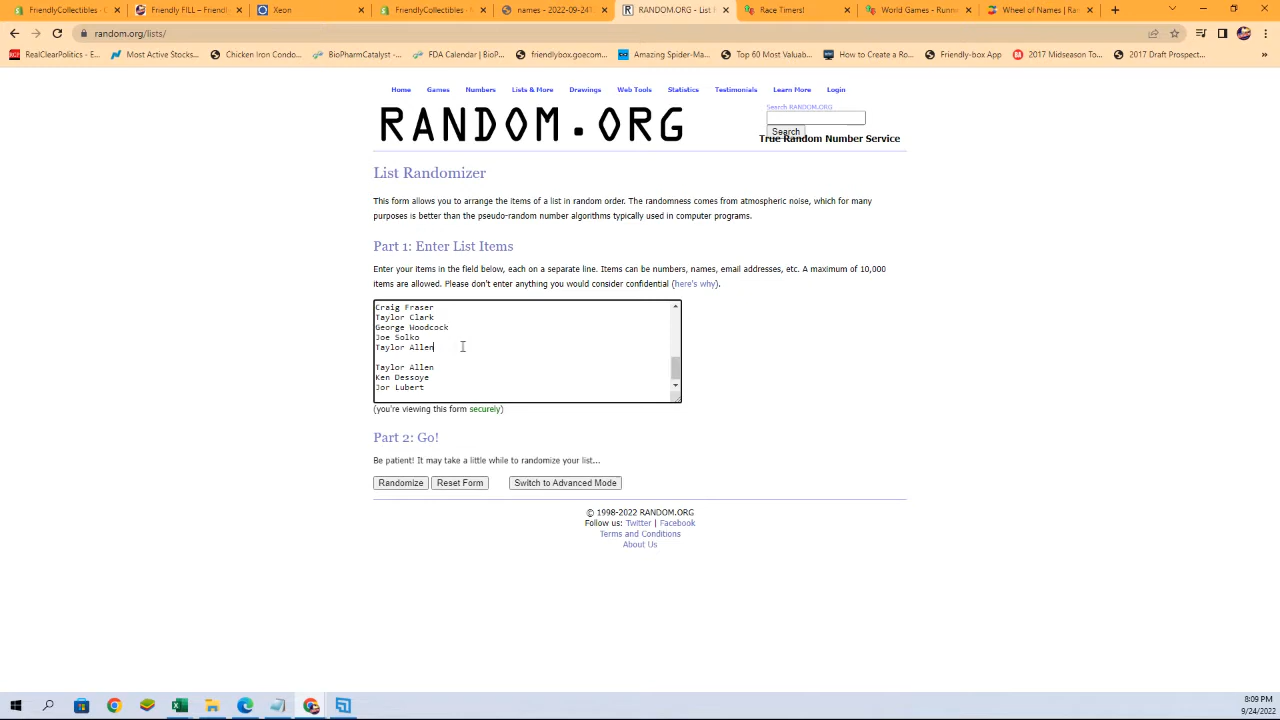 FriendlyCollectibles - C
Friendly FILL – Friendly
Xeon
FriendlyCollectibles - C
names - 2022-09-24T
RANDOM.ORG - List
Race Timers!
World Games - Runne
Wheel of Names | Ran
random.org/lists/
RealClearPolitics - E...
Most Active Stocks...
Chicken Iron Condo...
BioPharmCatalyst -...
FDA Calendar | BioP...
friendlybox.goecom...
Amazing Spider-Ma...
Top 60 Most Valuab...
How to Create a Ro...
Friendly-box App
2017 Midseason To...
2017 Draft Prospect...
Home Games Numbers Lists & More Drawings Web Tools Statistics Testimonials Learn More Login
RANDOM.ORG
Search RANDOM.ORG
Search
True Random Number Service
List Randomizer
This form allows you to arrange the items of a list in random order. The randomness comes from atmospheric noise, which for many
purposes is better than the pseudo-random number algorithms typically used in computer programs.
Part 1: Enter List Items
Enter your items in the field below, each on a separate line. Items can be numbers, names, email addresses, etc. A maximum of 10,000
items are allowed. Please don't enter anything you would consider confidential (here's why).
Craig Fraser
Taylor Clark
George Woodcock
Joe Solko
Taylor Allen
Taylor Allen
Ken Dessoye
Jor Lubert
(you're viewing this form securely)
Part 2: Go!
Be patient! It may take a little while to randomize your list...
Randomize Reset Form Switch to Advanced Mode
© 1998-2022 RANDOM.ORG
Follow us: Twitter | Facebook
Terms and Conditions
About Us
8:09 PM
9/24/2022